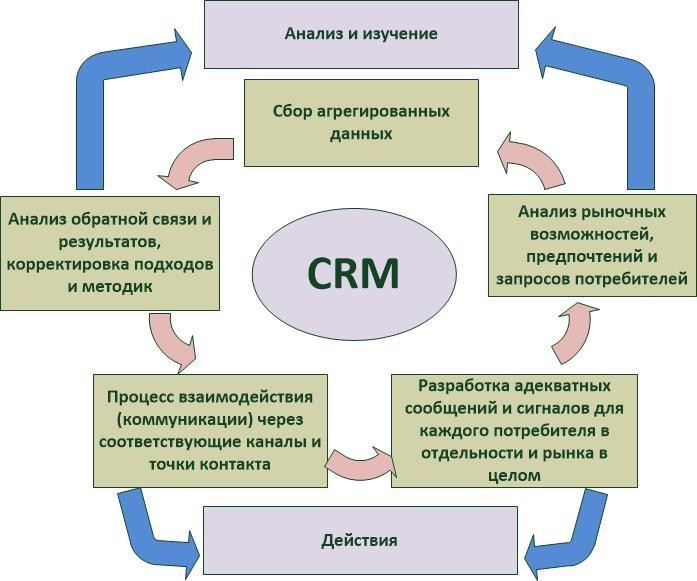 Анализ и изучение
Сбор агрегированных
данных
Анализ обратной связи и
результатов,
корректировка подходов
и методик
CRM
Анализ рыночных
возможностей,
предпочтений и
запросов потребителей
Процесс взаимодействия
(коммуникации) через
соответствующие каналы и
точки контакта
Разработка адекватных
сообщений и сигналов для
каждого потребителя в
отдельности и рынка в
целом
Действия